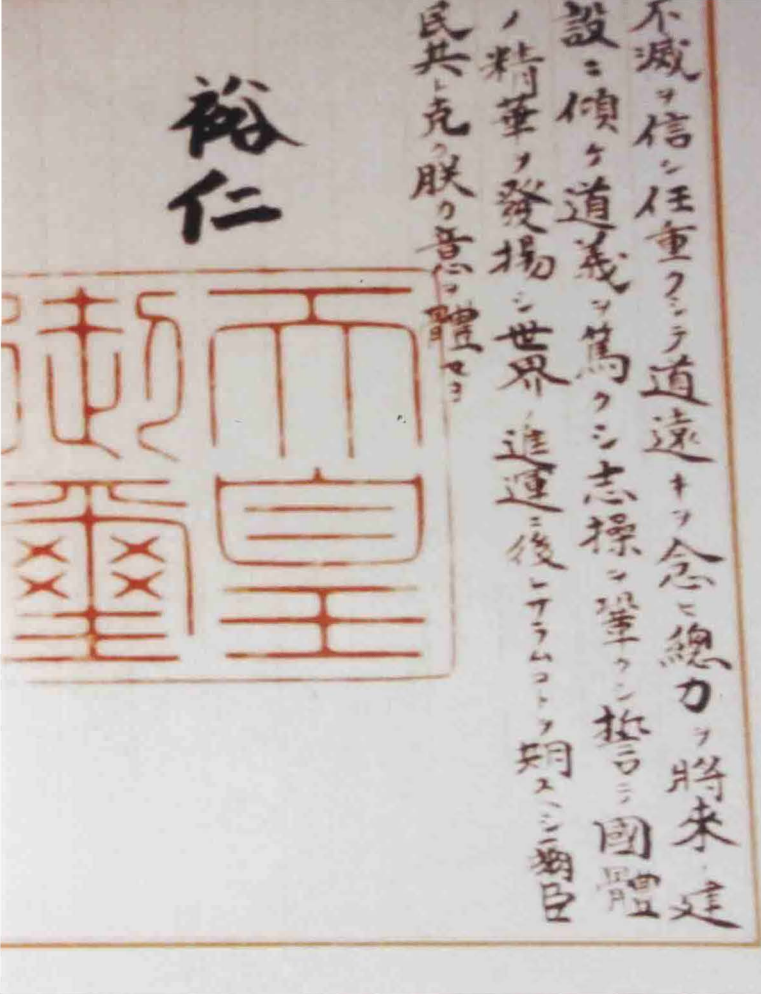 不滅ヲ信シ任重クシテ道遠キヲ念ヒ總力ヲ將來ノ建
設ニ傾ケ道義ヲ篤クシ志操ヲ鞏クシ誓テ國體
ノ精華ヲ發揚シ世界ノ進運ニ後レサラムコトヲ期スヘシ爾臣
民其レ克ク朕カ意ヲ體セヨ
裕仁
天皇
御璽